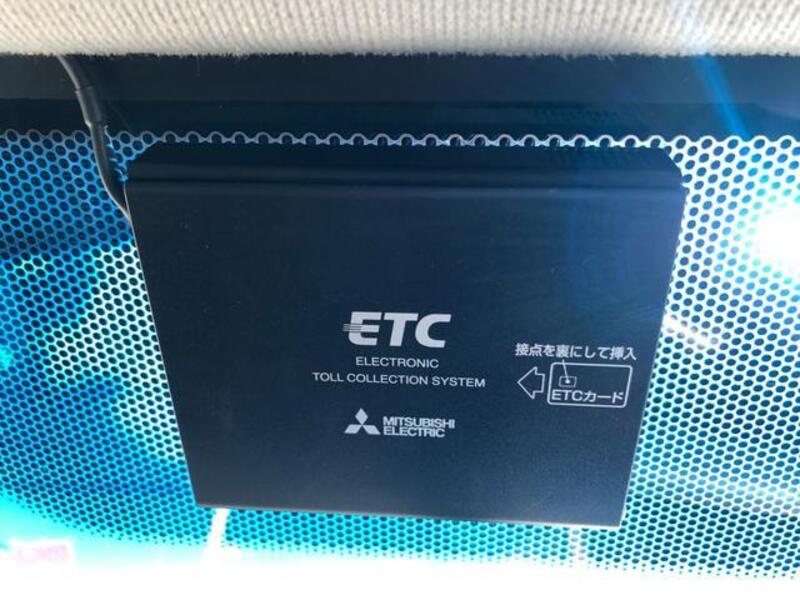 ETC
ELECTRONIC
TOLL COLLECTION SYSTEM
MITSUBISHI
ELECTRIC
接点を裏にして挿入
ETCカード